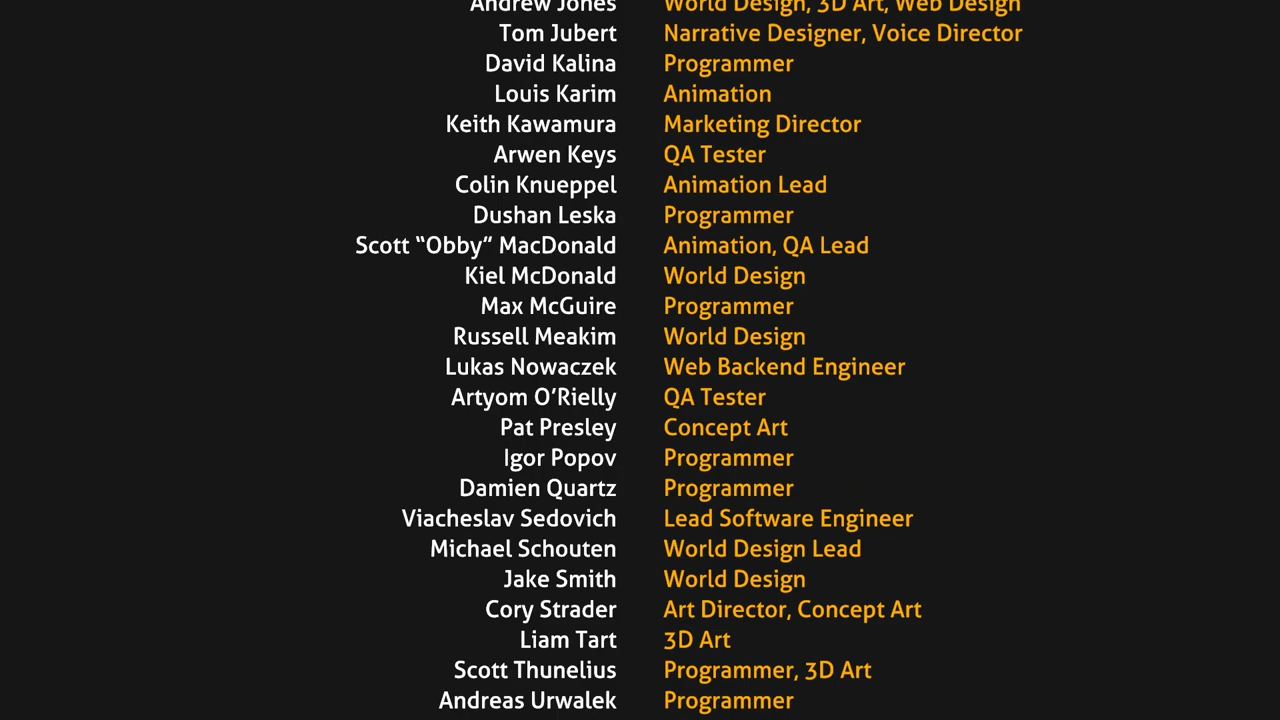 Andrew Jones World Design, 3D Art, Web Design
Tom Jubert Narrative Designer, Voice Director
David Kalina Programmer
Louis Karim Animation
Keith Kawamura Marketing Director
Arwen Keys QA Tester
Colin Knueppel Animation Lead
Dushan Leska Programmer
Scott “Obby” MacDonald Animation, QA Lead
Kiel McDonald World Design
Max McGuire Programmer
Russell Meakim World Design
Lukas Nowaczek Web Backend Engineer
Artyom O’Rielly QA Tester
Pat Presley Concept Art
Igor Popov Programmer
Damien Quartz Programmer
Viacheslav Sedovich Lead Software Engineer
Michael Schouten World Design Lead
Jake Smith World Design
Cory Strader Art Director, Concept Art
Liam Tart 3D Art
Scott Thunelius Programmer, 3D Art
Andreas Urwalek Programmer